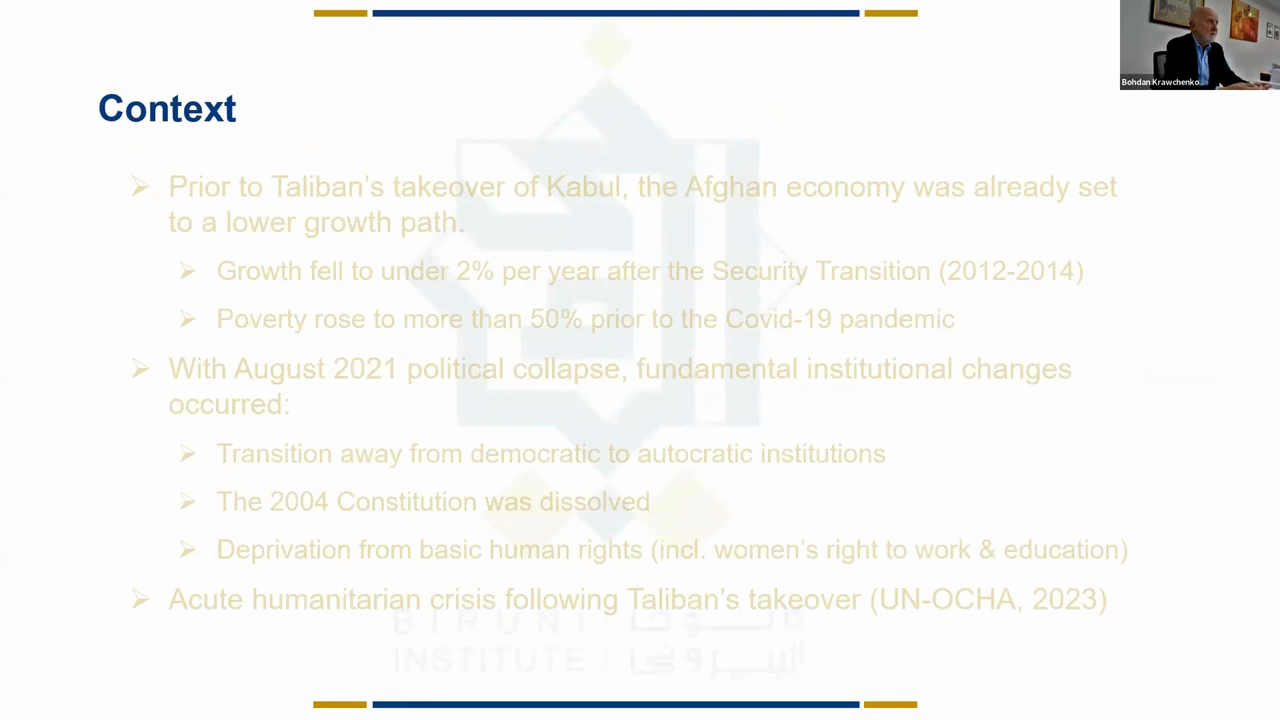 Bohdan Krawchenko
Context
➢ Prior to Taliban’s takeover of Kabul, the Afghan economy was already set
to a lower growth path.
➢ Growth fell to under 2% per year after the Security Transition (2012-2014)
➢ Poverty rose to more than 50% prior to the Covid-19 pandemic
➢ With August 2021 political collapse, fundamental institutional changes
occurred:
➢ Transition away from democratic to autocratic institutions
➢ The 2004 Constitution was dissolved
➢ Deprivation from basic human rights (incl. women’s right to work & education)
➢ Acute humanitarian crisis following Taliban’s takeover (UN-OCHA, 2023)
BIRUNI
INSTITUTE